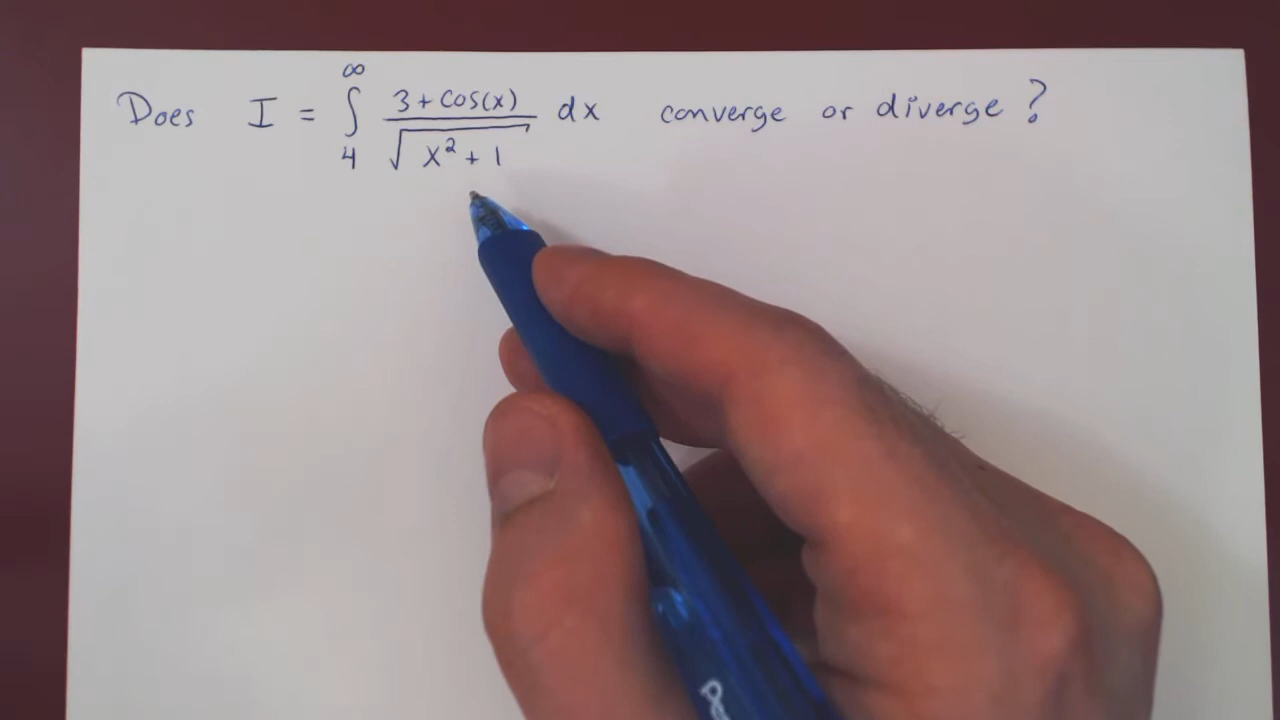 Does I = ∫₄^∞ (3 + cos(x)) / √(x² + 1) dx converge or diverge ?